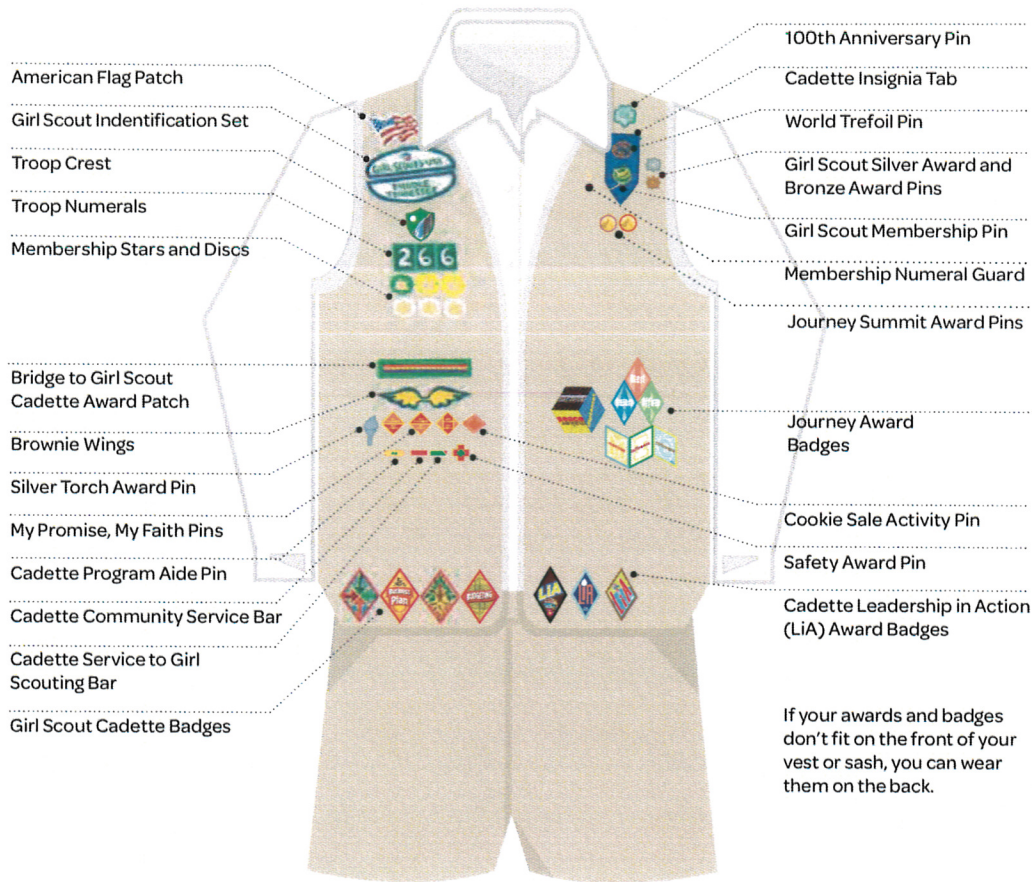 American Flag Patch
Girl Scout Indentification Set
Troop Crest
Troop Numerals
Membership Stars and Discs
Bridge to Girl Scout
Cadette Award Patch
Brownie Wings
Silver Torch Award Pin
My Promise, My Faith Pins
Cadette Program Aide Pin
Cadette Community Service Bar
Cadette Service to Girl
Scouting Bar
Girl Scout Cadette Badges
GIRL SCOUTS USA
TENNESSEE
266
Plan
LiA
100th Anniversary Pin
Cadette Insignia Tab
World Trefoil Pin
Girl Scout Silver Award and
Bronze Award Pins
Girl Scout Membership Pin
Membership Numeral Guard
Journey Summit Award Pins
Journey Award
Badges
Cookie Sale Activity Pin
Safety Award Pin
Cadette Leadership in Action
(LiA) Award Badges
If your awards and badges
don't fit on the front of your
vest or sash, you can wear
them on the back.